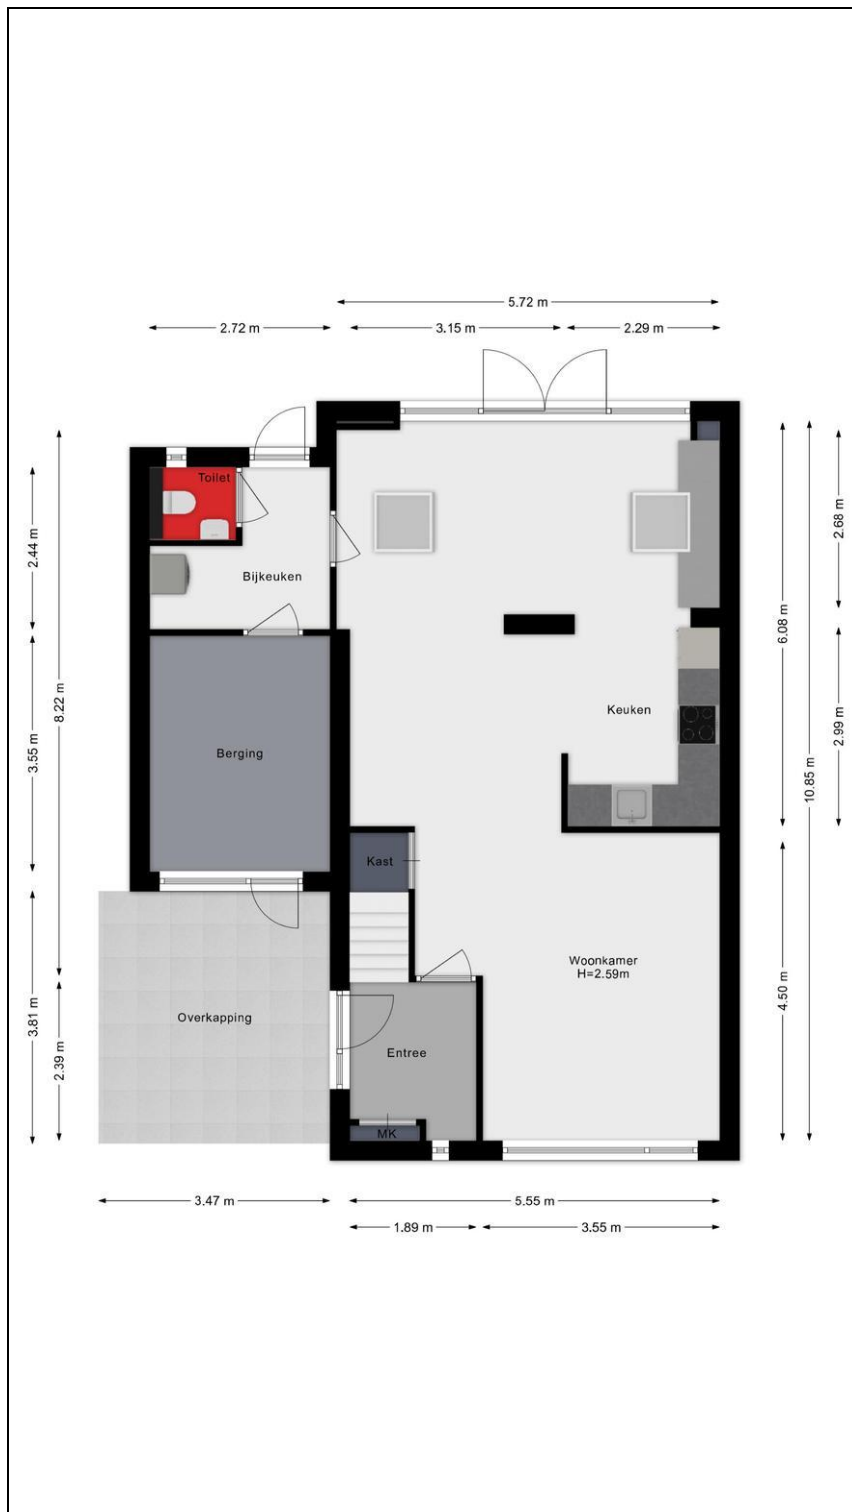 5.72 m
2.72 m
3.15 m
2.29 m
Toilet
2.44 m
Bijkeuken
2.68 m
6.08 m
8.22 m
Keuken
2.99 m
3.55 m
Berging
10.85 m
Kast
Woonkamer
H=2.59m
4.50 m
3.81 m
Overkapping
2.39 m
Entree
MK
3.47 m
5.55 m
1.89 m
3.55 m